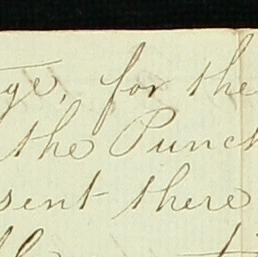 ge, for the
the Punch
sent there